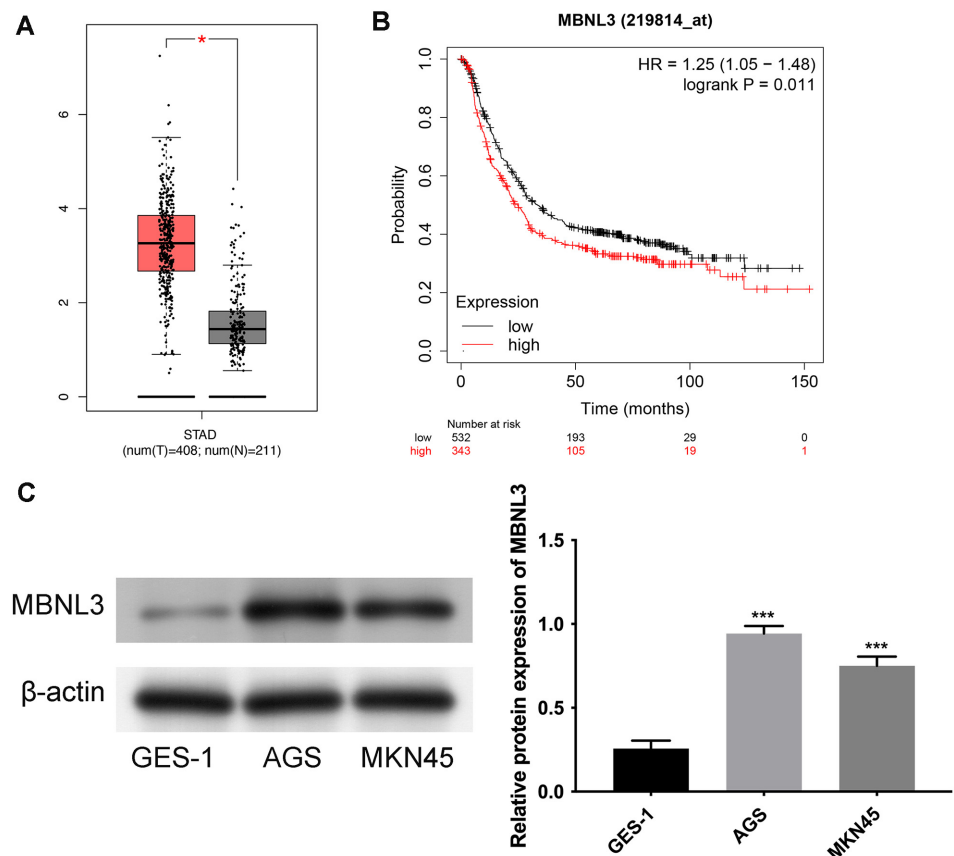 A
*
6
4
2
0
STAD
(num(T)=408; num(N)=211)
B
MBNL3 (219814_at)
HR = 1.25 (1.05 − 1.48)
logrank P = 0.011
Probability
1.0
0.8
0.6
0.4
0.2
0.0
Expression
low
high
0 50 100 150
Time (months)
Number at risk
low 532 193 29 0
high 343 105 19 1
C
MBNL3
β-actin
GES-1 AGS MKN45
Relative protein expression of MBNL3
1.5
1.0
0.5
0.0
***
***
GES-1
AGS
MKN45